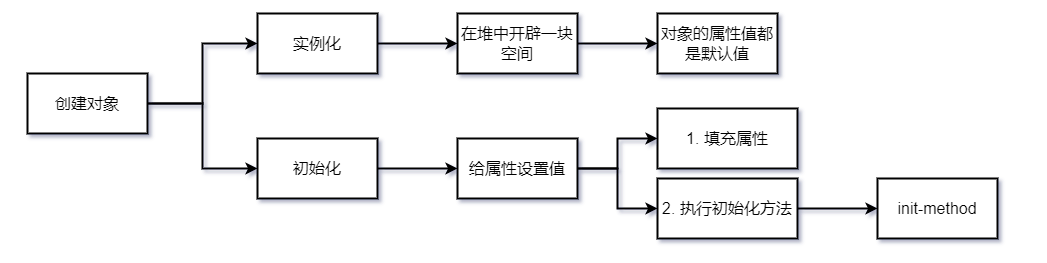 实例化
在堆中开辟一块
空间
对象的属性值都
是默认值
创建对象
初始化
给属性设置值
1. 填充属性
2. 执行初始化方法
init-method